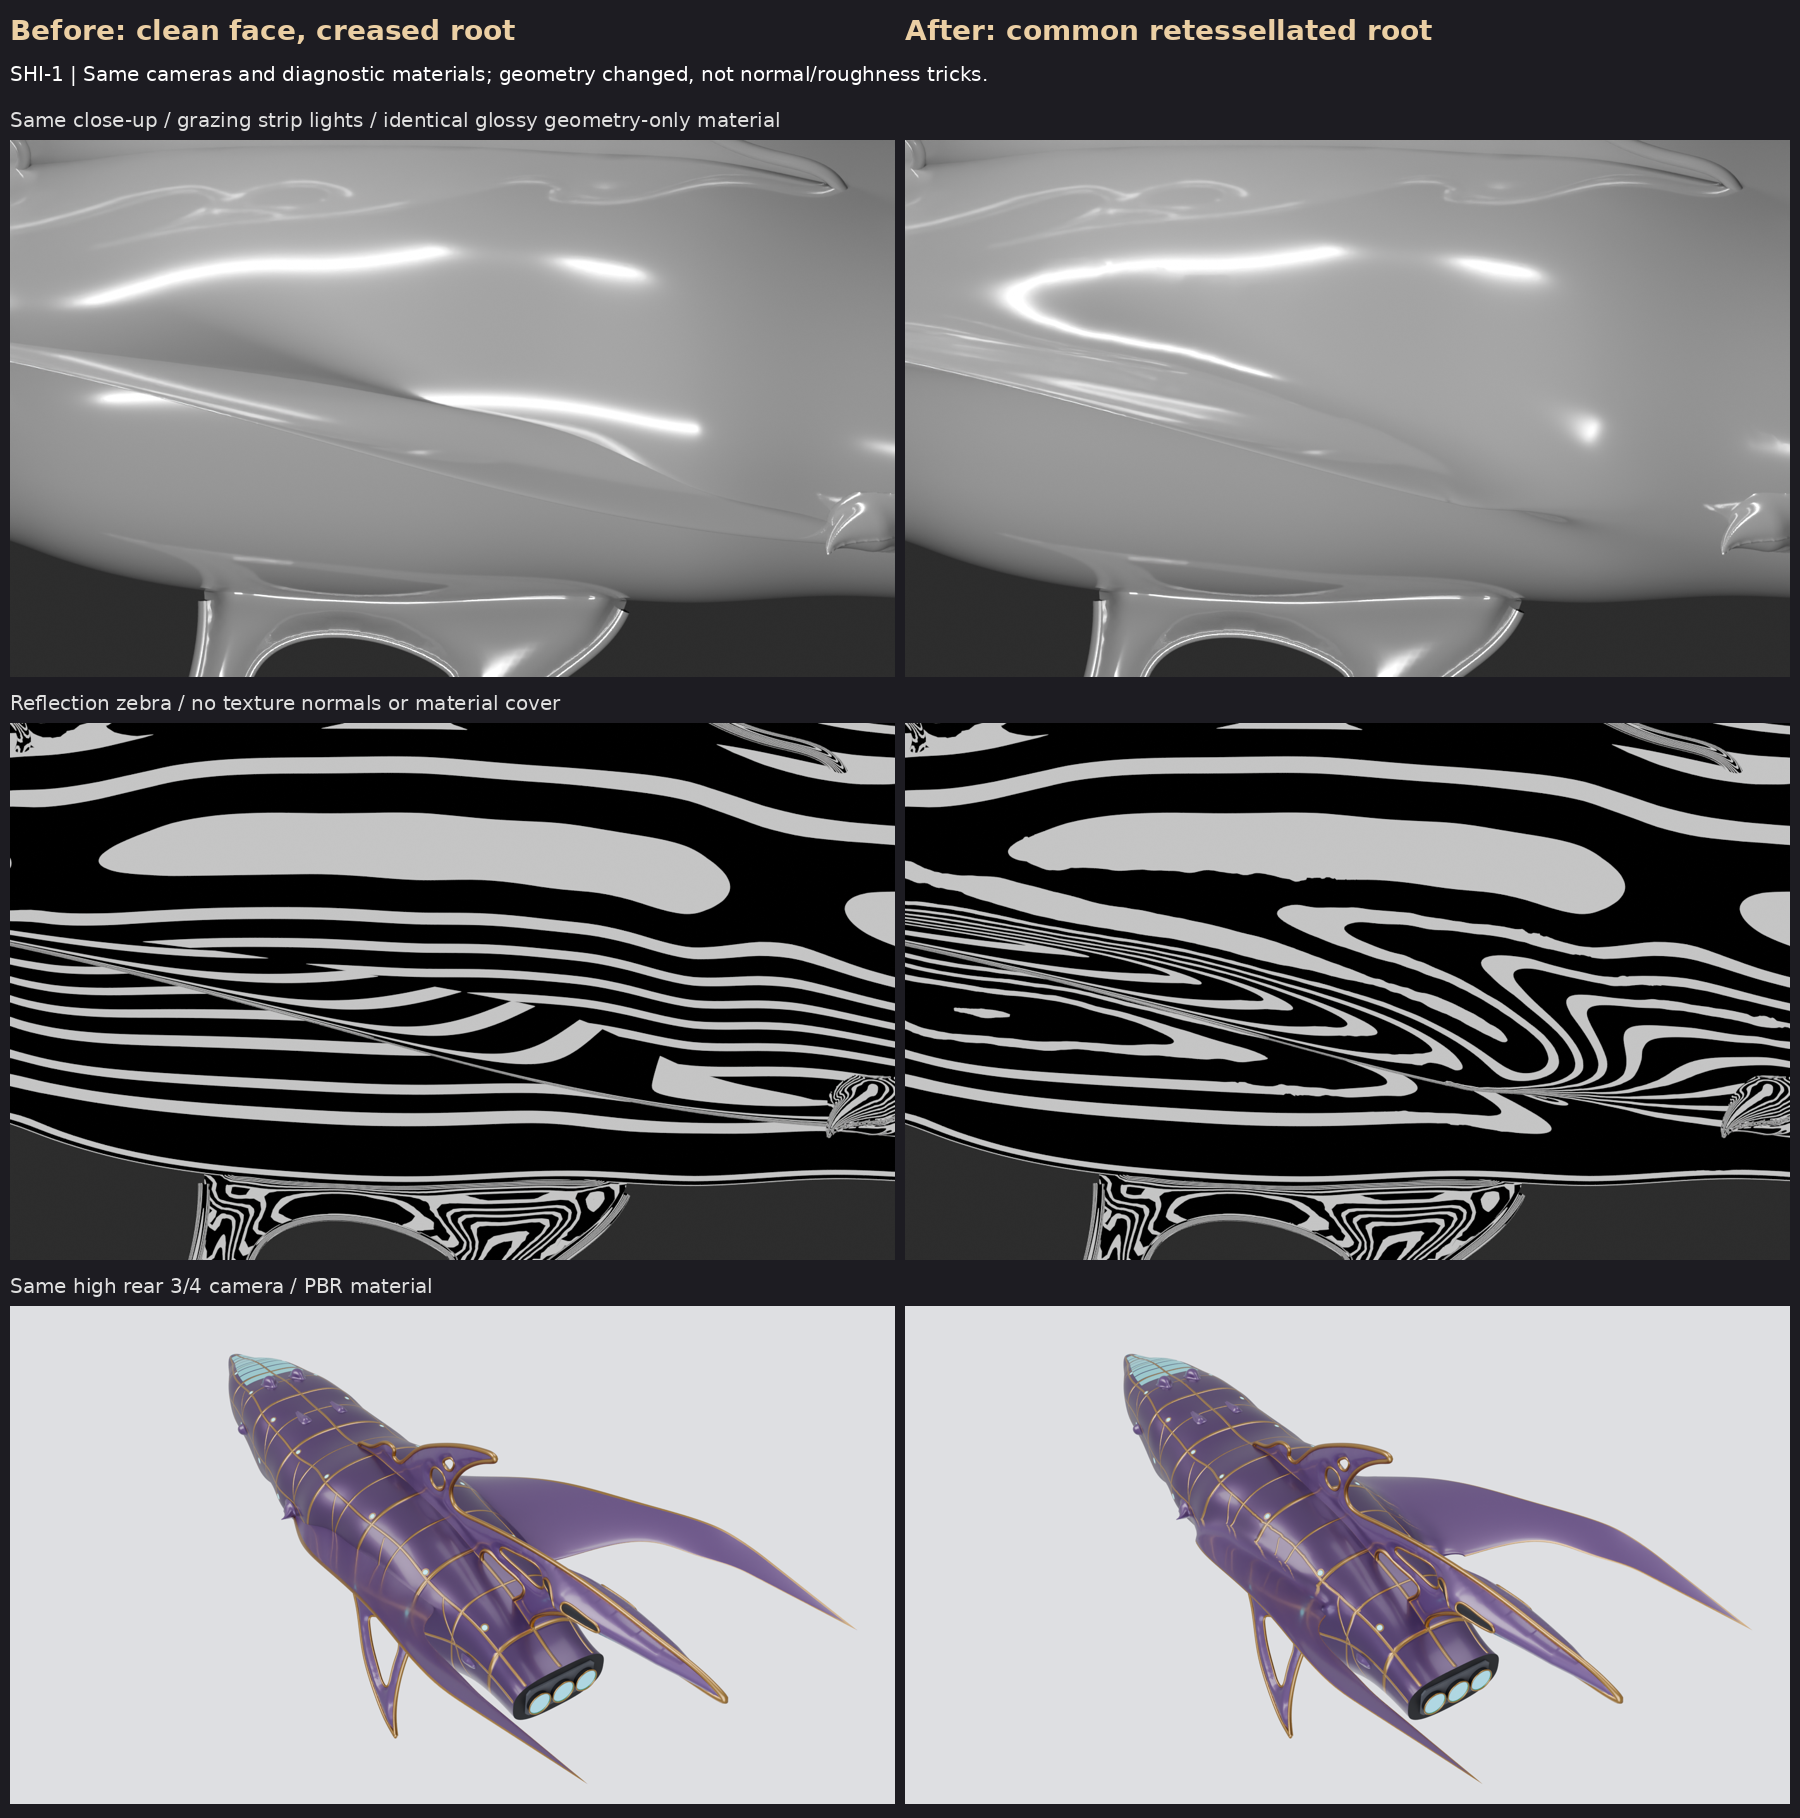 Before: clean face, creased root
After: common retessellated root
SHI-1 | Same cameras and diagnostic materials; geometry changed, not normal/roughness tricks.
Same close-up / grazing strip lights / identical glossy geometry-only material
Reflection zebra / no texture normals or material cover
Same high rear 3/4 camera / PBR material